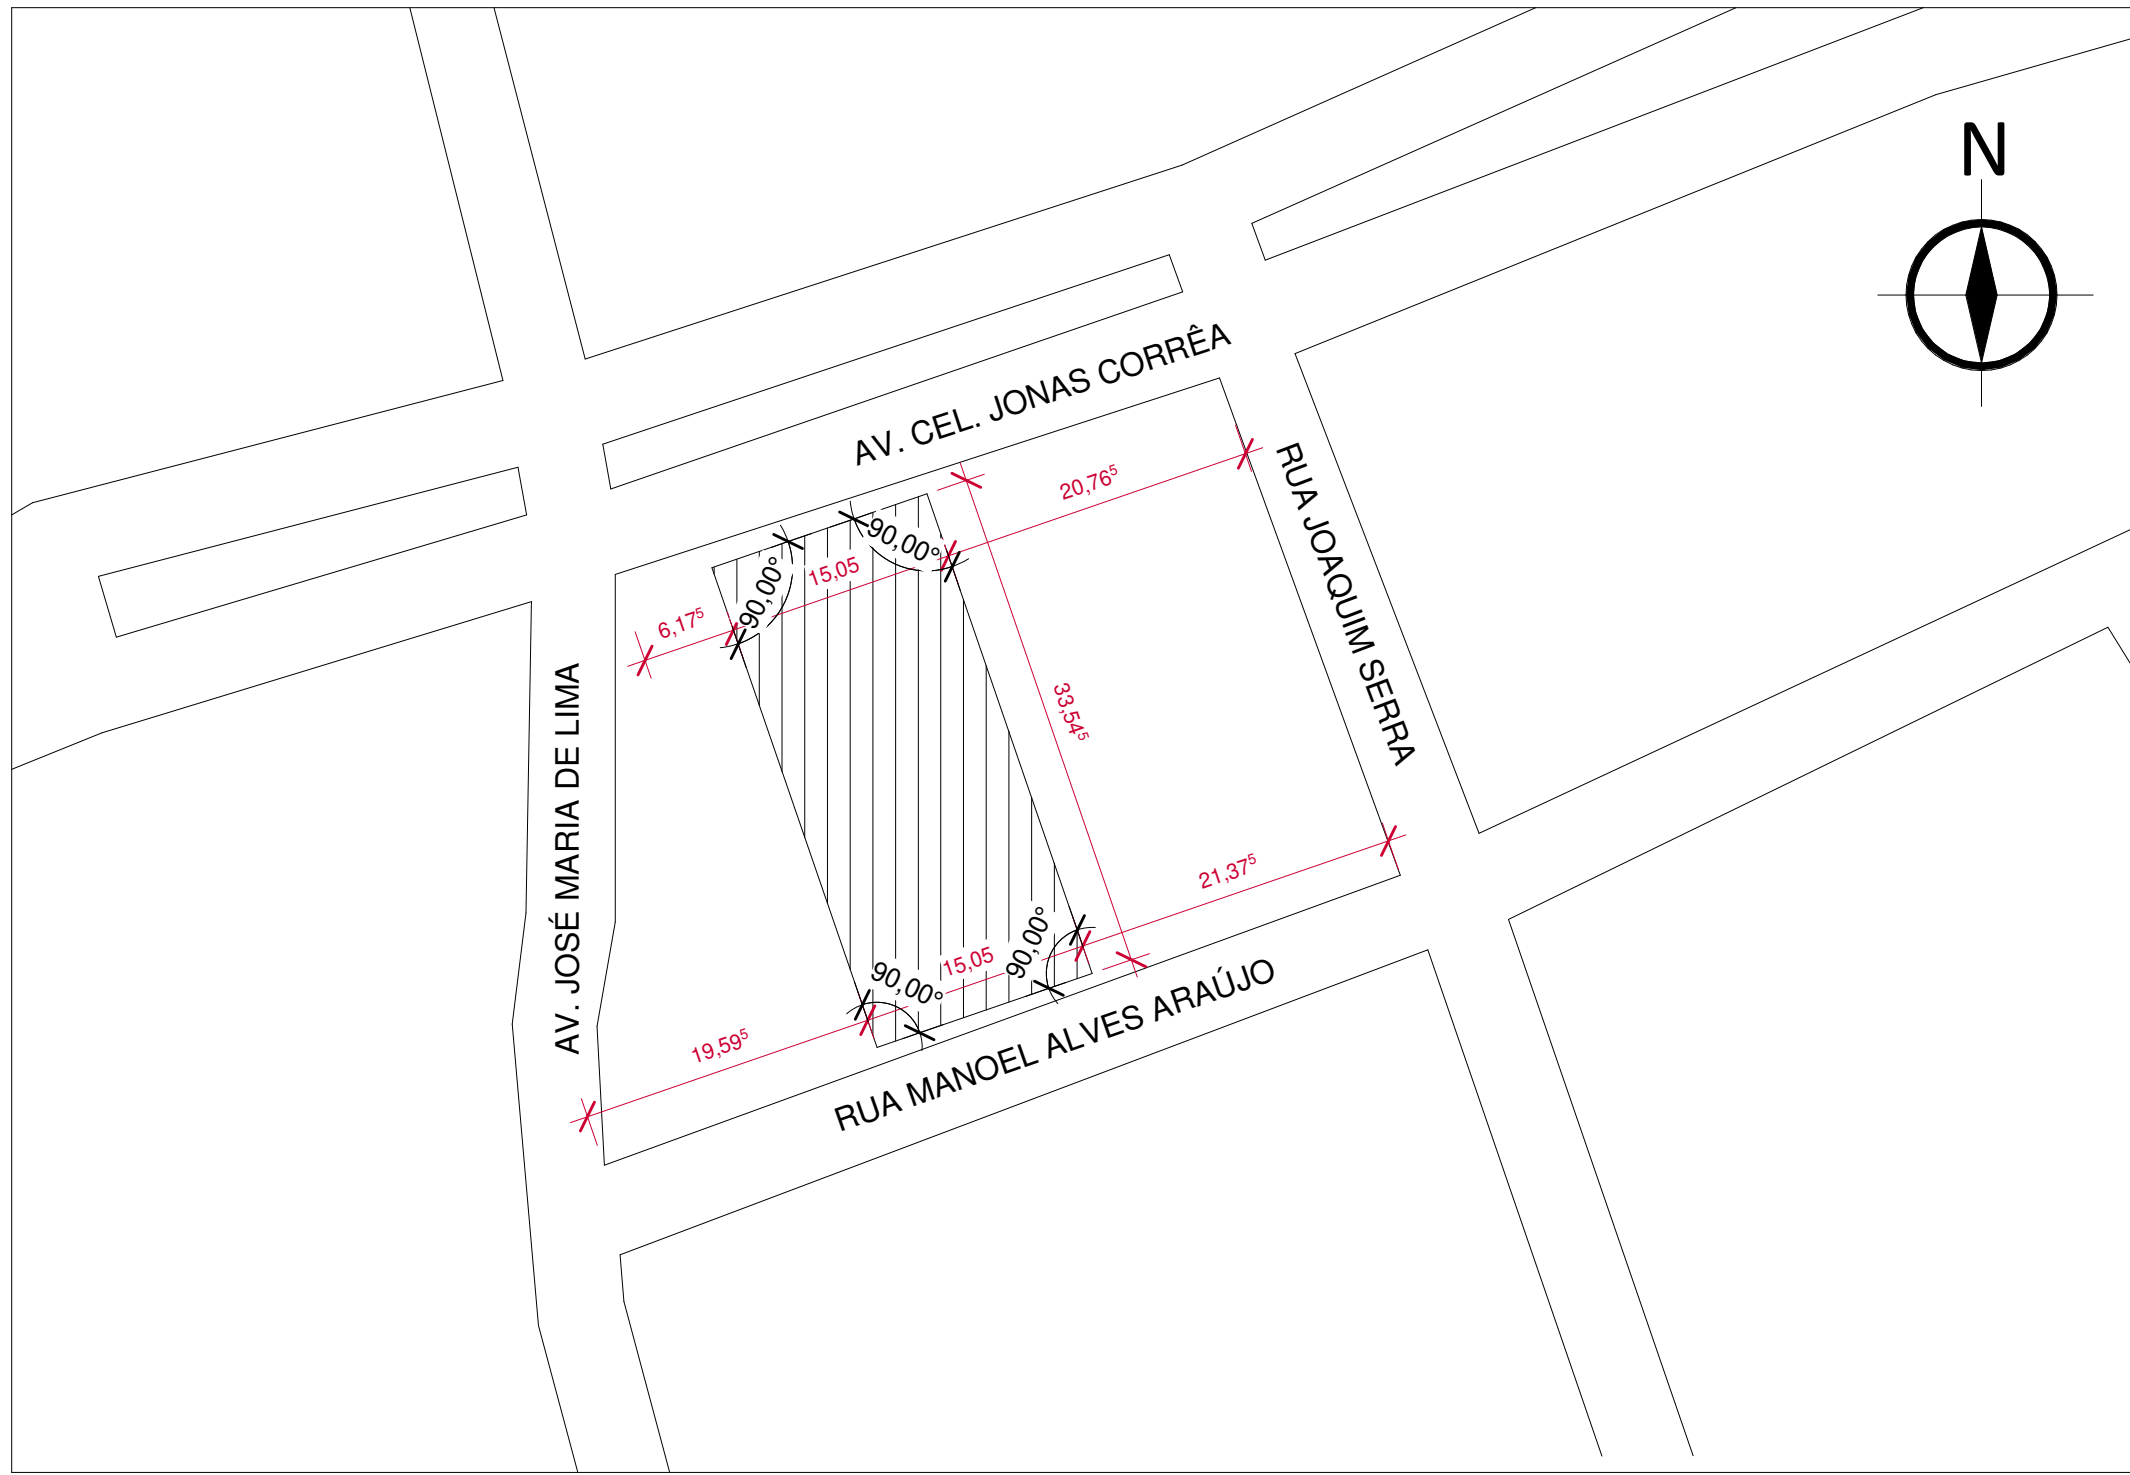 N
AV. CEL. JONAS CORRÊA
20,76⁵
RUA JOAQUIM SERRA
90,00°
15,05
90,00°
6,17⁵
33,54⁵
AV. JOSÉ MARIA DE LIMA
21,37⁵
90,00°
15,05
90,00°
19,59⁵
RUA MANOEL ALVES ARAÚJO